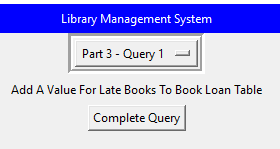 Library Management System
Part 3 - Query 1
Add A Value For Late Books To Book Loan Table
Complete Query